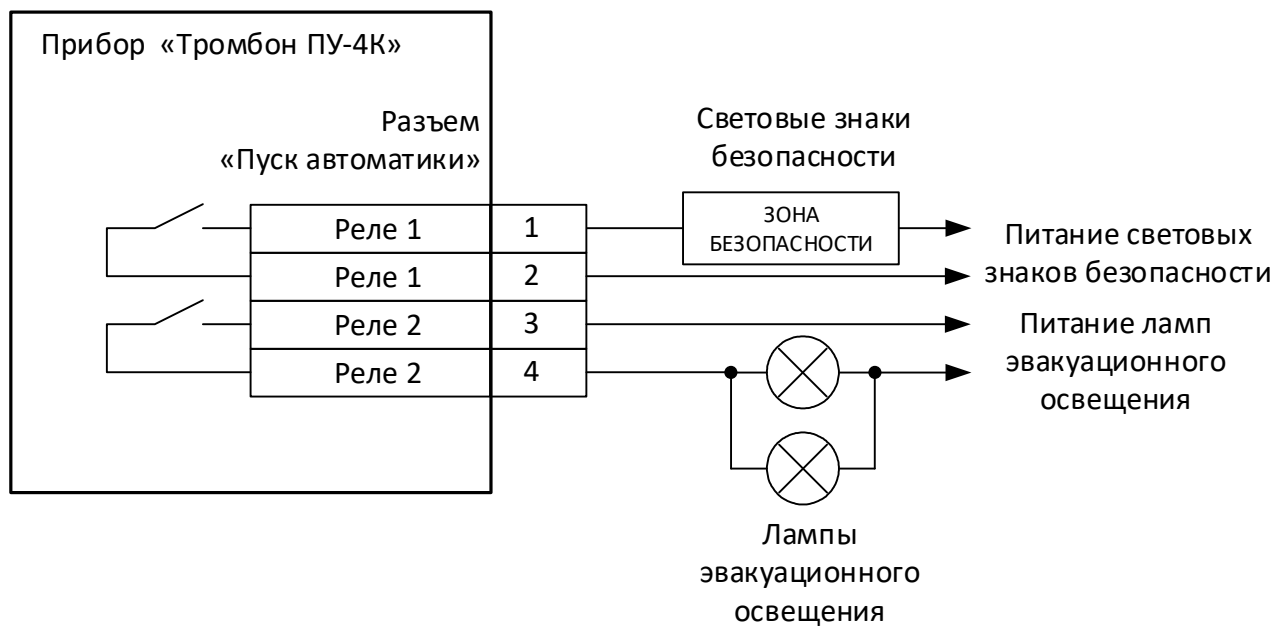 Прибор «Тромбон ПУ-4К»
Разъем
«Пуск автоматики»
Реле 1
1
Реле 1
2
Реле 2
3
Реле 2
4
Световые знаки
безопасности
ЗОНА
БЕЗОПАСНОСТИ
Питание световых
знаков безопасности
Питание ламп
эвакуационного
освещения
Лампы
эвакуационного
освещения